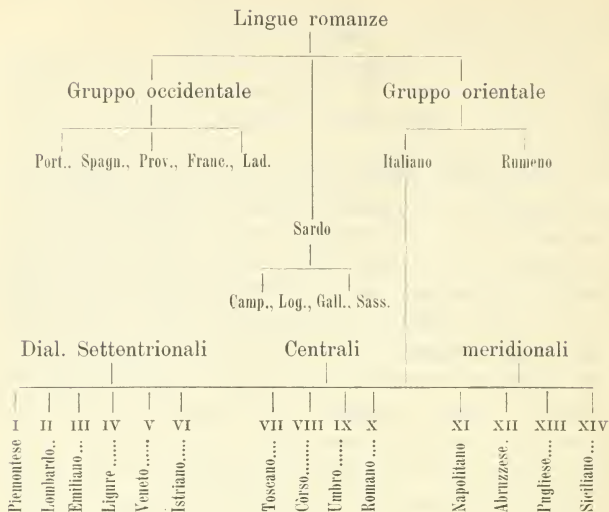 Lingue romanze
Gruppo occidentale Gruppo orientale
Port.. Spagn., Prov., Franc., Lad. Italiano Rumeno
Sardo
Camp., Log., Gall.. Sass.
Dial. Settentrionali Centrali meridionali
I II III IV V VI VII VIII IX X XI XII XIII XIV
Piemontese
Lombardo..
Emiliano....
Ligure.......
Veneto.......
Istriano.....
Toscano....
Còrso........
Umbro......
Romano ....
Napolitano
Abruzzese..
Pugliese....
Siciliano ...